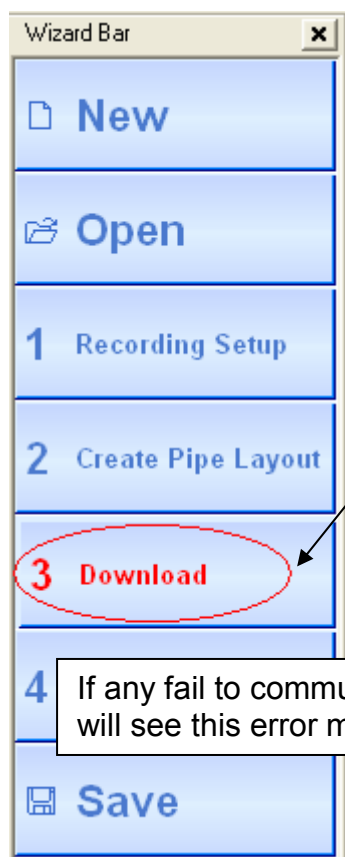 Wizard Bar
New
Open
1 Recording Setup
2 Create Pipe Layout
3 Download
4
If any fail to commu
will see this error m
Save